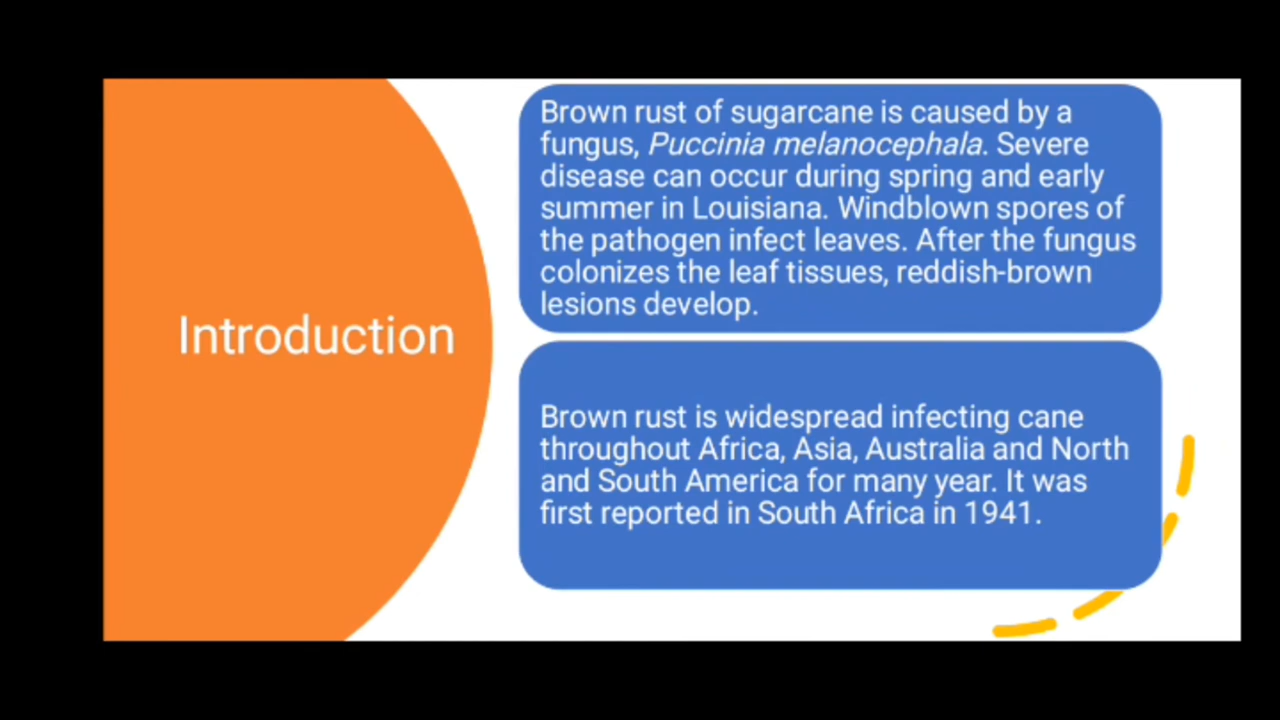 Introduction
Brown rust of sugarcane is caused by a
fungus, Puccinia melanocephala. Severe
disease can occur during spring and early
summer in Louisiana. Windblown spores of
the pathogen infect leaves. After the fungus
colonizes the leaf tissues, reddish-brown
lesions develop.
Brown rust is widespread infecting cane
throughout Africa, Asia, Australia and North
and South America for many year. It was
first reported in South Africa in 1941.